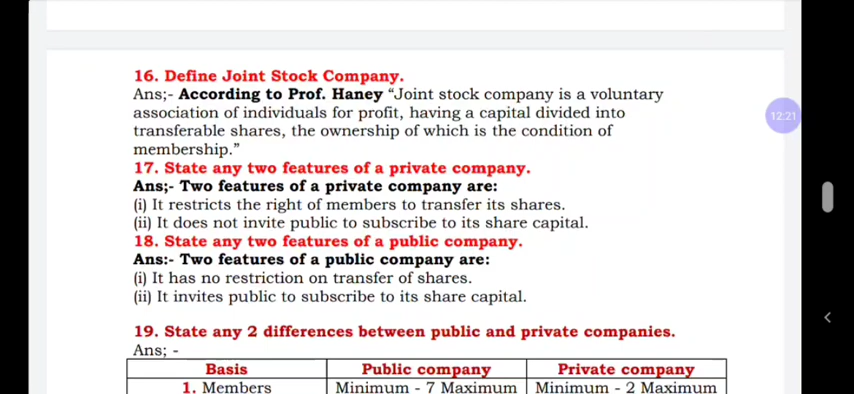 16. Define Joint Stock Company.
Ans;- According to Prof. Haney “Joint stock company is a voluntary
association of individuals for profit, having a capital divided into
transferable shares, the ownership of which is the condition of
membership.”
17. State any two features of a private company.
Ans;- Two features of a private company are:
(i) It restricts the right of members to transfer its shares.
(ii) It does not invite public to subscribe to its share capital.
18. State any two features of a public company.
Ans:- Two features of a public company are:
(i) It has no restriction on transfer of shares.
(ii) It invites public to subscribe to its share capital.
19. State any 2 differences between public and private companies.
Ans; -
Basis Public company Private company
1. Members Minimum - 7 Maximum Minimum - 2 Maximum
12:21